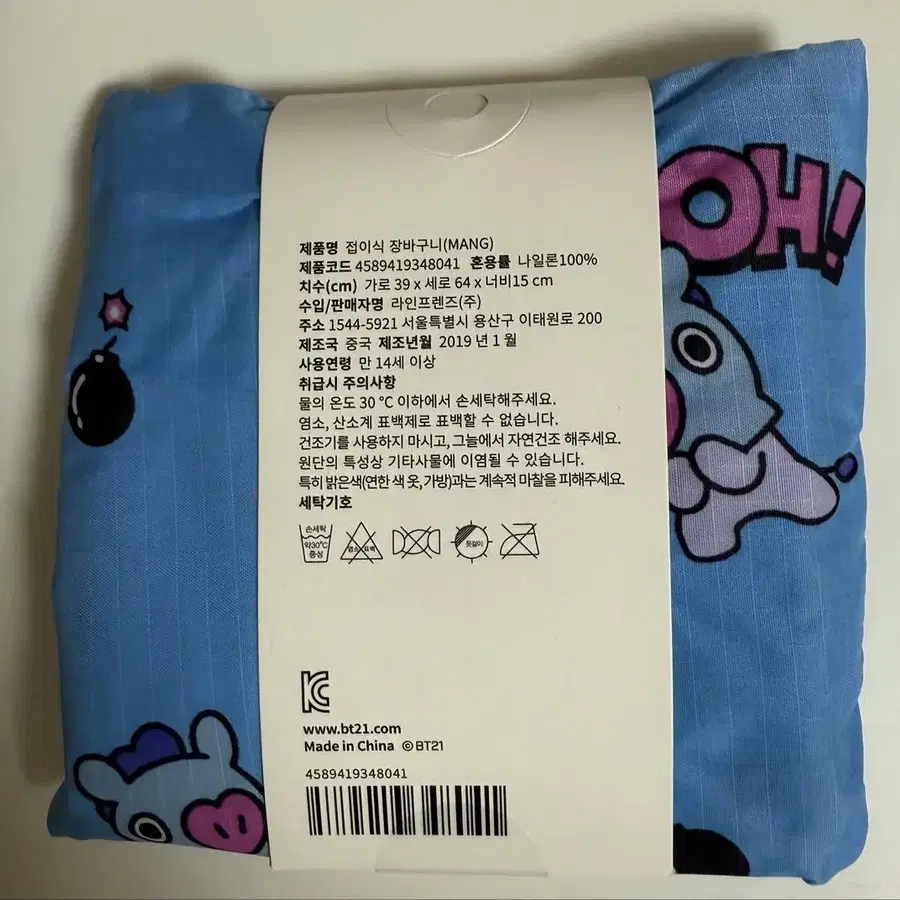 OH!
제품명 접이식 장바구니(MANG)
제품코드 4589419348041 혼용률 나일론100%
치수(cm) 가로 39 x 세로 64 x 너비15 cm
수입/판매자명 라인프렌즈(주)
주소 1544-5921 서울특별시 용산구 이태원로 200
제조국 중국 제조년월 2019 년 1 월
사용연령 만 14세 이상
취급시 주의사항
물의 온도 30 °C 이하에서 손세탁해주세요.
염소, 산소계 표백제로 표백할 수 없습니다.
건조기를 사용하지 마시고, 그늘에서 자연건조 해주세요.
원단의 특성상 기타사물에 이염될 수 있습니다.
특히 밝은색(연한 색 옷, 가방)과는 계속적 마찰을 피해주세요.
세탁기호
손세탁
약30°C
중성
염소 표백
옷걸이
KC
www.bt21.com
Made in China ©BT21
4589419348041